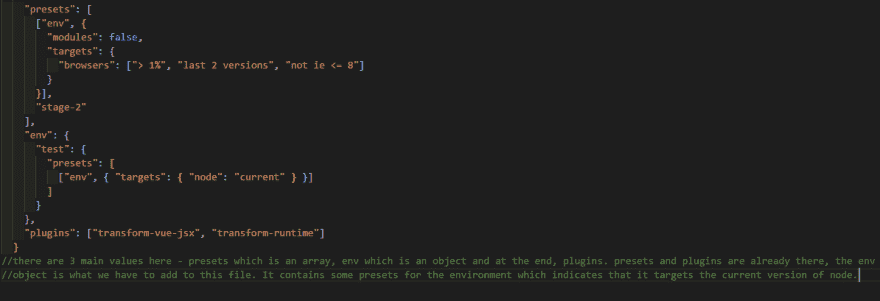 "presets": [
["env", {
"modules": false,
"targets": {
"browsers": ["> 1%", "last 2 versions", "not ie <= 8"]
}
}],
"stage-2"
],
"env": {
"test": {
"presets": [
["env", { "targets": { "node": "current" } }]
]
}
},
"plugins": ["transform-vue-jsx", "transform-runtime"]
}
//there are 3 main values here - presets which is an array, env which is an object and at the end, plugins. presets and plugins are already there, the env
//object is what we have to add to this file. It contains some presets for the environment which indicates that it targets the current version of node.